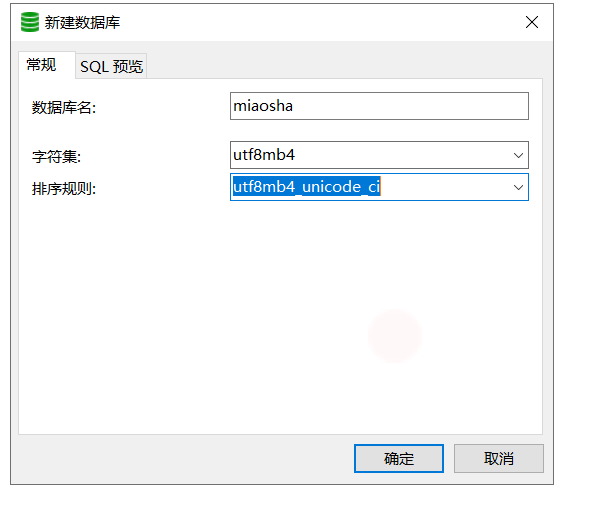 新建数据库
常规
SQL 预览
数据库名:
miaosha
字符集:
utf8mb4
排序规则:
utf8mb4_unicode_ci
确定
取消